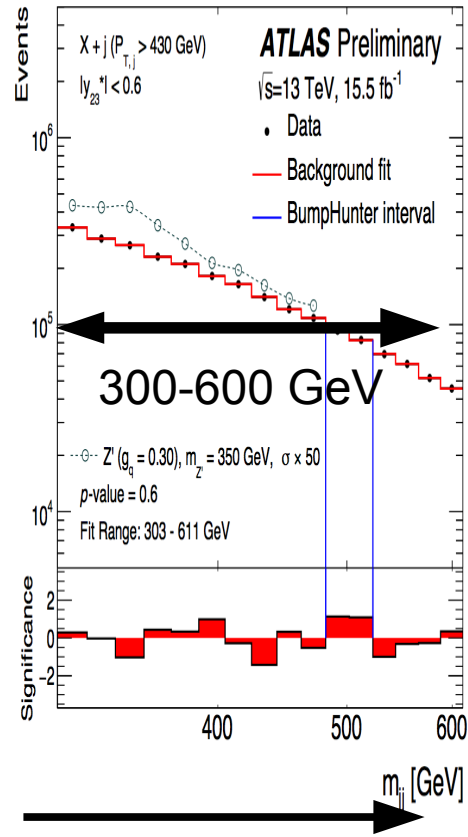 Events
X + j (P_T,j > 430 GeV)
|y_23*| < 0.6
ATLAS Preliminary
√s=13 TeV, 15.5 fb⁻¹
Data
Background fit
BumpHunter interval
10⁶
10⁵
10⁴
300-600 GeV
Z' (g_q = 0.30), m_Z' = 350 GeV, σ × 50
p-value = 0.6
Fit Range: 303 - 611 GeV
Significance
2
0
−2
400
500
600
m_jj [GeV]